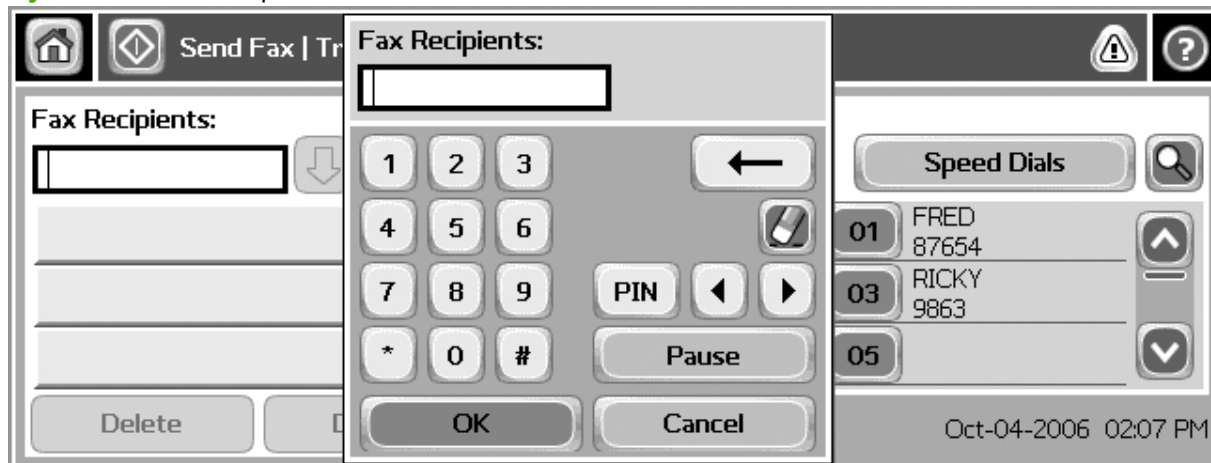 Send Fax | Tr
Fax Recipients:
Fax Recipients:
1 2 3
4 5 6
7 8 9 PIN
* 0 # Pause
OK Cancel
Speed Dials
01 FRED
87654
03 RICKY
9863
05
Delete D
Oct-04-2006 02:07 PM